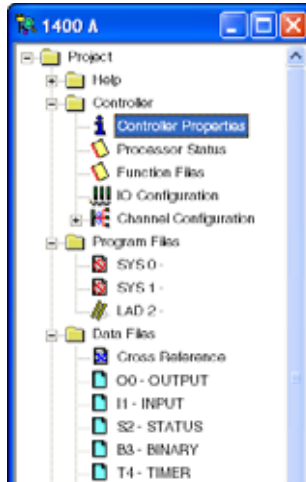 1400 A
Project
Help
Controller
Controller Properties
Processor Status
Function Files
IO Configuration
Channel Configuration
Program Files
SYS 0 -
SYS 1 -
LAD 2 -
Data Files
Cross Reference
O0 - OUTPUT
I1 - INPUT
S2 - STATUS
B3 - BINARY
T4 - TIMER